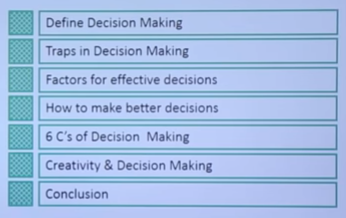 Define Decision Making
Traps in Decision Making
Factors for effective decisions
How to make better decisions
6 C's of Decision Making
Creativity & Decision Making
Conclusion